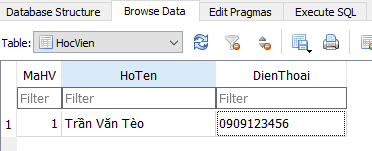 Database Structure Browse Data Edit Pragmas Execute SQL
Table: HocVien
MaHV HoTen DienThoai
Filter Filter Filter
1 1 Trần Văn Tèo 0909123456